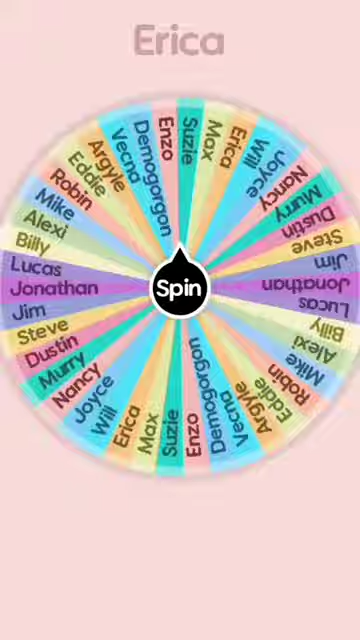 Erica
Suzie
Max
Erica
Will
Joyce
Nancy
Murry
Dustin
Steve
Jim
Jonathan
Lucas
Billy
Alexi
Mike
Robin
Eddie
Argyle
Vecna
Demogorgon
Enzo
Suzie
Max
Erica
Will
Joyce
Nancy
Murry
Dustin
Steve
Jim
Jonathan
Lucas
Billy
Alexi
Mike
Robin
Eddie
Argyle
Vecna
Demogorgon
Enzo
Spin